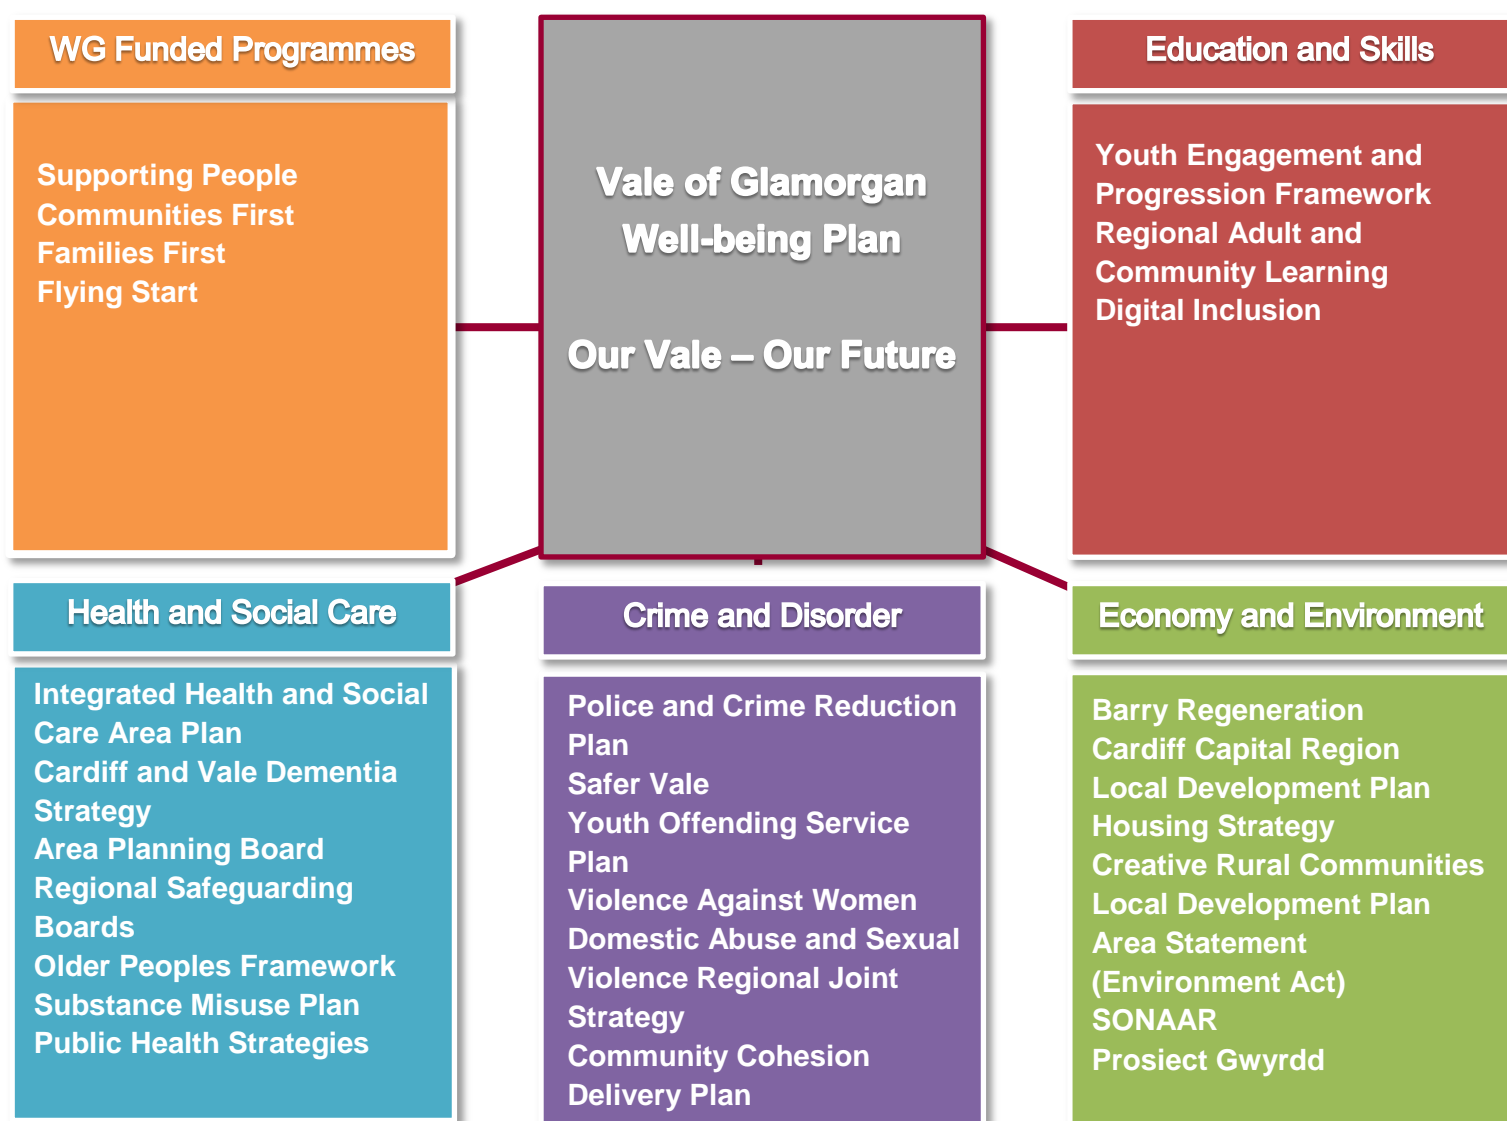 WG Funded Programmes
Supporting People
Communities First
Families First
Flying Start
Vale of Glamorgan
Well-being Plan
Our Vale – Our Future
Education and Skills
Youth Engagement and
Progression Framework
Regional Adult and
Community Learning
Digital Inclusion
Health and Social Care
Integrated Health and Social
Care Area Plan
Cardiff and Vale Dementia
Strategy
Area Planning Board
Regional Safeguarding
Boards
Older Peoples Framework
Substance Misuse Plan
Public Health Strategies
Crime and Disorder
Police and Crime Reduction
Plan
Safer Vale
Youth Offending Service
Plan
Violence Against Women
Domestic Abuse and Sexual
Violence Regional Joint
Strategy
Community Cohesion
Delivery Plan
Economy and Environment
Barry Regeneration
Cardiff Capital Region
Local Development Plan
Housing Strategy
Creative Rural Communities
Local Development Plan
Area Statement
(Environment Act)
SONAAR
Prosiect Gwyrdd